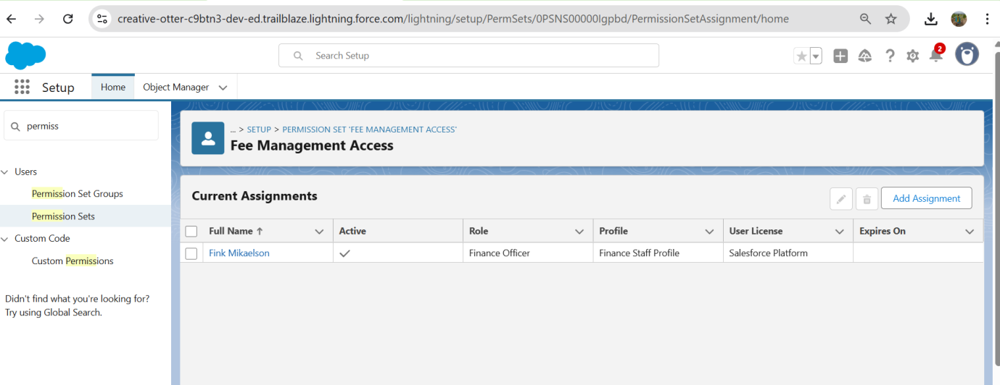 creative-otter-c9btn3-dev-ed.trailblaze.lightning.force.com/lightning/setup/PermSets/0PSNS00000Igpbd/PermissionSetAssignment/home
Search Setup
2
Setup
Home
Object Manager
permiss
Users
Permission Set Groups
Permission Sets
Custom Code
Custom Permissions
Didn't find what you're looking for?
Try using Global Search.
... > SETUP > PERMISSION SET 'FEE MANAGEMENT ACCESS'
Fee Management Access
Current Assignments
Add Assignment
Full Name ↑ Active Role Profile User License Expires On
Fink Mikaelson Finance Officer Finance Staff Profile Salesforce Platform